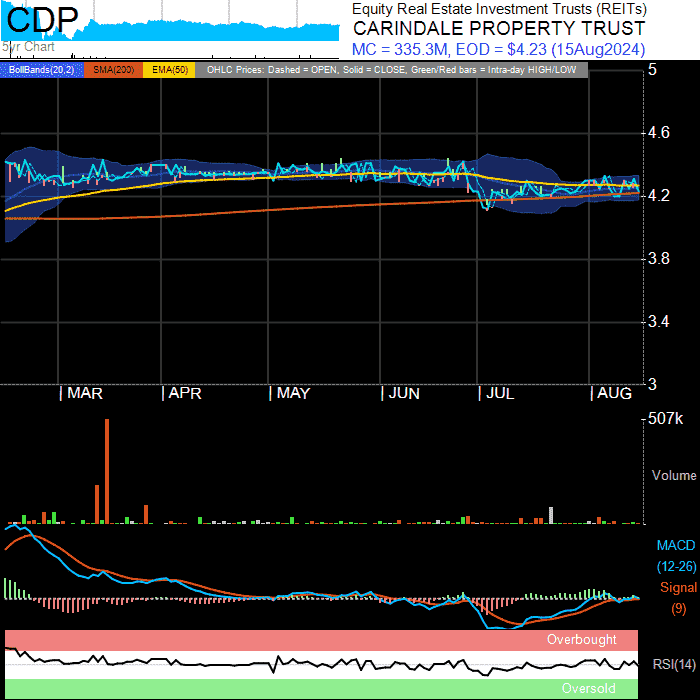 CDP
5yr Chart
Equity Real Estate Investment Trusts (REITs)
CARINDALE PROPERTY TRUST
MC = 335.3M, EOD = $4.23 (15Aug2024)
BollBands(20,2) SMA(200) EMA(50) OHLC Prices: Dashed = OPEN, Solid = CLOSE, Green/Red bars = Intra-day HIGH/LOW
5
4.6
4.2
3.8
3.4
3
MAR APR MAY JUN JUL AUG
507k
Volume
MACD
(12-26)
Signal
(9)
Overbought
RSI(14)
Oversold